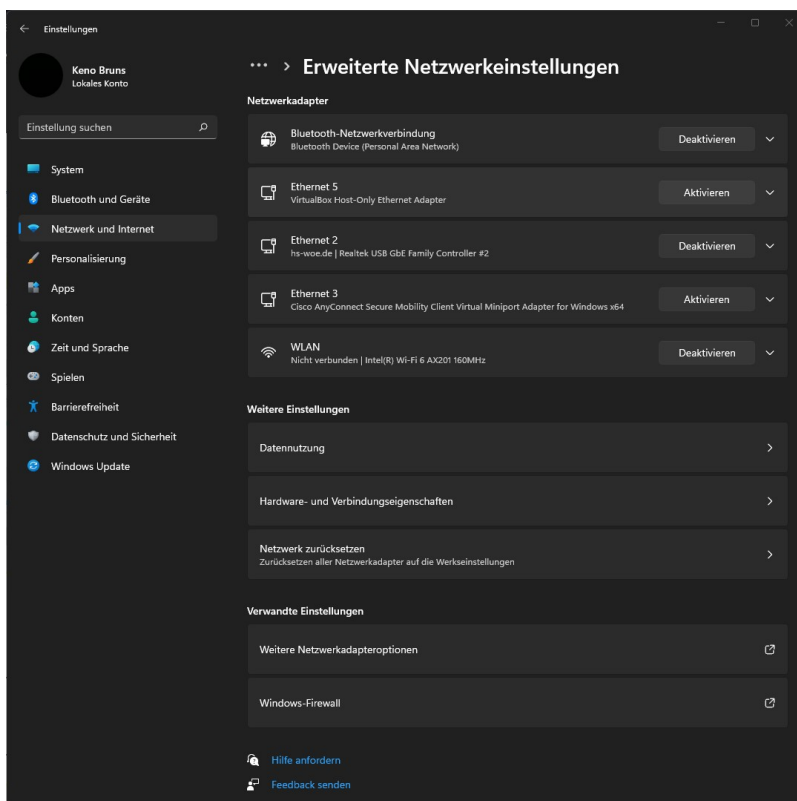 Einstellungen
Keno Bruns
Lokales Konto
Einstellung suchen
System
Bluetooth und Geräte
Netzwerk und Internet
Personalisierung
Apps
Konten
Zeit und Sprache
Spielen
Barrierefreiheit
Datenschutz und Sicherheit
Windows Update
Erweiterte Netzwerkeinstellungen
Netzwerkadapter
Bluetooth-Netzwerkverbindung
Bluetooth Device (Personal Area Network)
Deaktivieren
Ethernet 5
VirtualBox Host-Only Ethernet Adapter
Aktivieren
Ethernet 2
hs-woe.de | Realtek USB GbE Family Controller #2
Deaktivieren
Ethernet 3
Cisco AnyConnect Secure Mobility Client Virtual Miniport Adapter for Windows x64
Aktivieren
WLAN
Nicht verbunden | Intel(R) Wi-Fi 6 AX201 160MHz
Deaktivieren
Weitere Einstellungen
Datennutzung
Hardware- und Verbindungseigenschaften
Netzwerk zurücksetzen
Zurücksetzen aller Netzwerkadapter auf die Werkseinstellungen
Verwandte Einstellungen
Weitere Netzwerkadapteroptionen
Windows-Firewall
Hilfe anfordern
Feedback senden